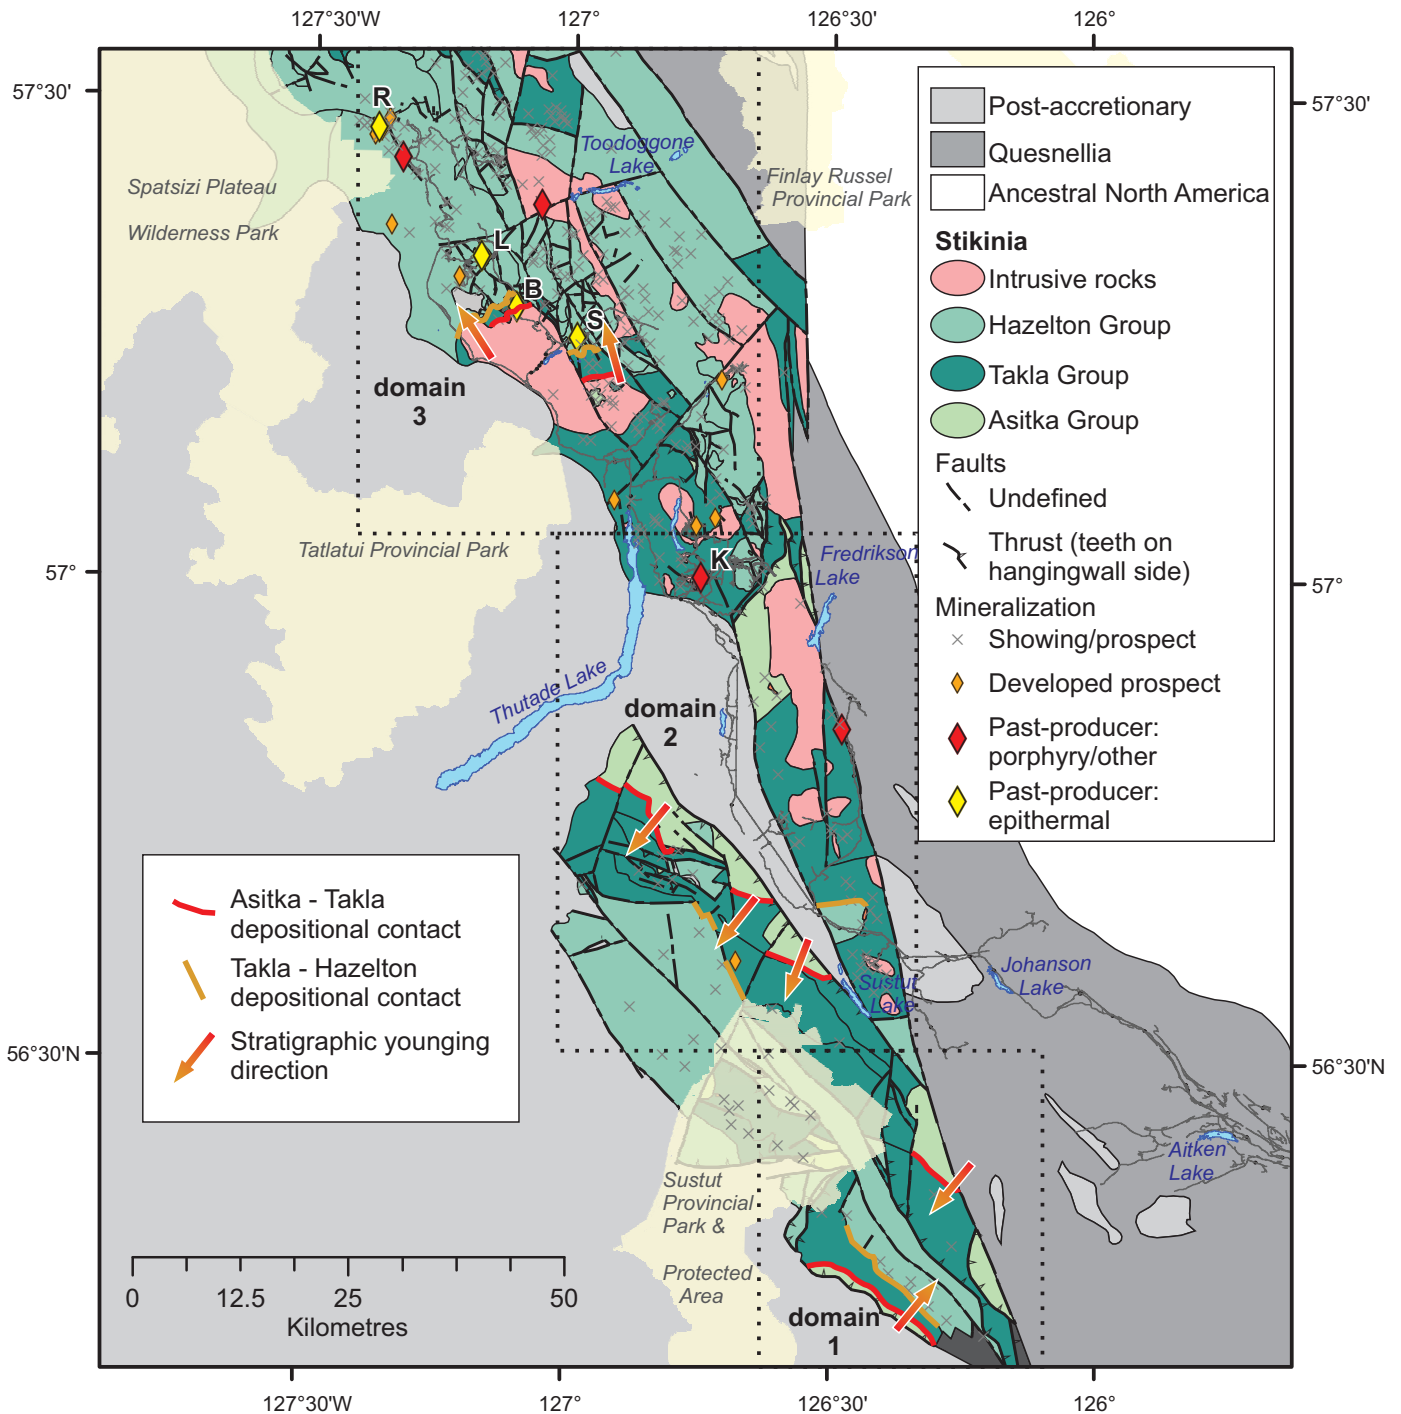 127°30'W
127°
126°30'
126°
57°30'
57°30'
57°
57°
56°30'N
56°30'N
127°30'W
127°
126°30'
126°
R
L
B
S
K
Toodoggone
Lake
Finlay Russel
Provincial Park
Spatsizi Plateau
Wilderness Park
domain
3
Tatlatui Provincial Park
Fredrikson
Lake
Thutade Lake
domain
2
Sustut
Lake
Johanson
Lake
Aitken
Lake
Sustut
Provincial
Park &
Protected
Area
domain
1
Post-accretionary
Quesnellia
Ancestral North America
Stikinia
Intrusive rocks
Hazelton Group
Takla Group
Asitka Group
Faults
Undefined
Thrust (teeth on
hangingwall side)
Mineralization
Showing/prospect
Developed prospect
Past-producer:
porphyry/other
Past-producer:
epithermal
Asitka - Takla
depositional contact
Takla - Hazelton
depositional contact
Stratigraphic younging
direction
0 12.5 25 50
Kilometres